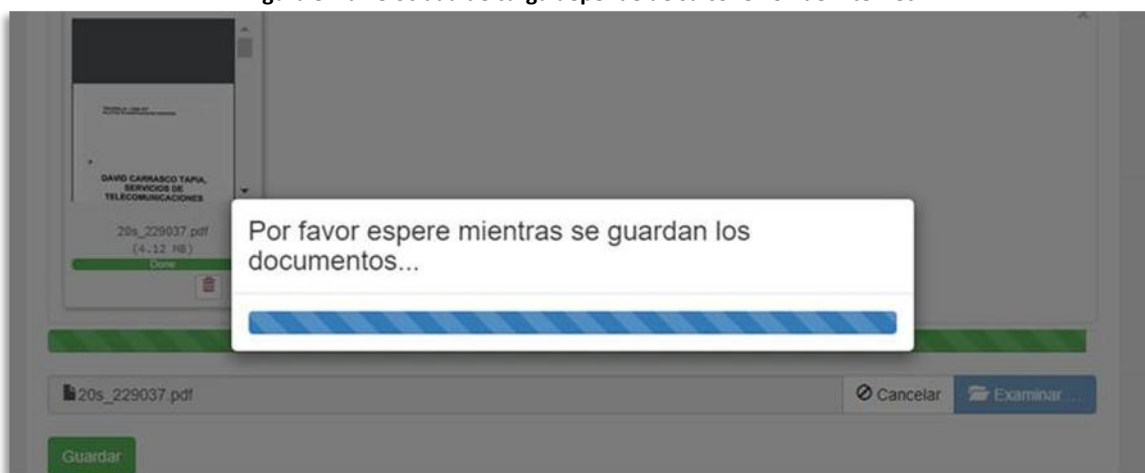 DAVID CARRASCO TAPIA,
SERVICIOS DE
TELECOMUNICACIONES
20s_229037.pdf
(4.12 MB)
Done
Por favor espere mientras se guardan los
documentos...
20s_229037.pdf
Cancelar
Examinar ...
Guardar